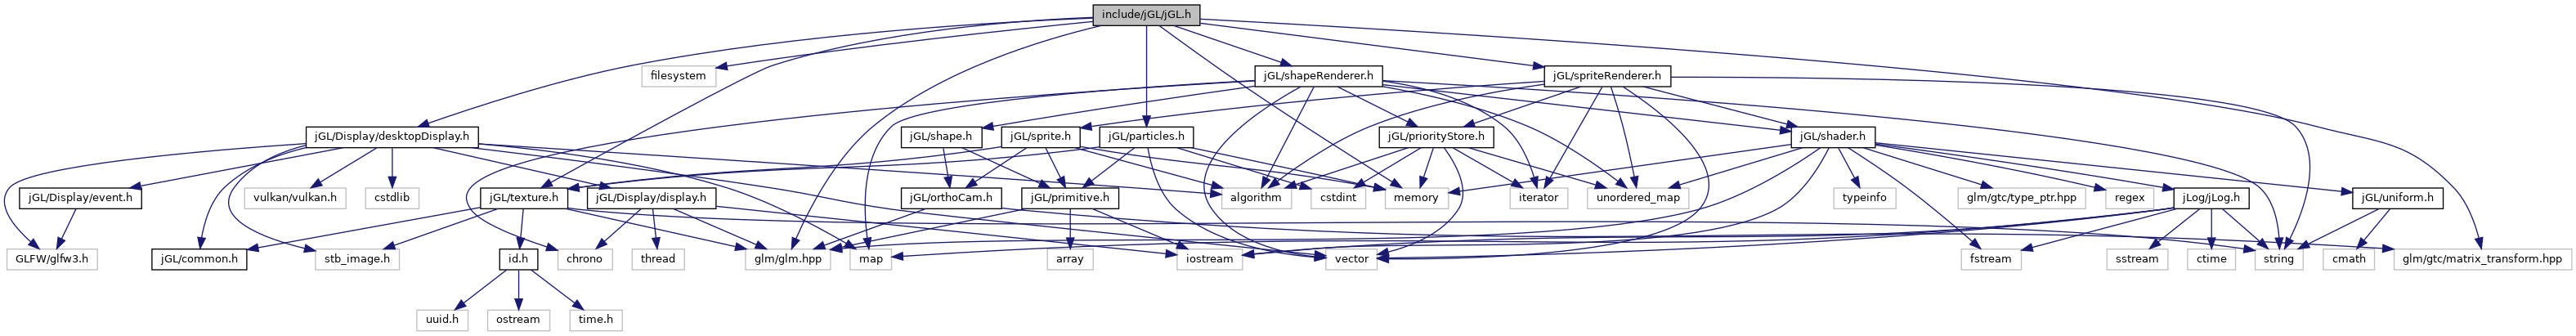 include/jGL/jGL.h
filesystem
jGL/shapeRenderer.h
jGL/spriteRenderer.h
jGL/Display/desktopDisplay.h
jGL/shape.h
jGL/sprite.h
jGL/particles.h
jGL/priorityStore.h
jGL/shader.h
jGL/Display/event.h
vulkan/vulkan.h
cstdlib
jGL/texture.h
jGL/Display/display.h
jGL/orthoCam.h
jGL/primitive.h
algorithm
cstdint
memory
iterator
unordered_map
typeinfo
glm/gtc/type_ptr.hpp
regex
jLog/jLog.h
jGL/uniform.h
GLFW/glfw3.h
jGL/common.h
stb_image.h
id.h
chrono
thread
glm/glm.hpp
map
array
iostream
vector
fstream
sstream
ctime
string
cmath
glm/gtc/matrix_transform.hpp
uuid.h
ostream
time.h